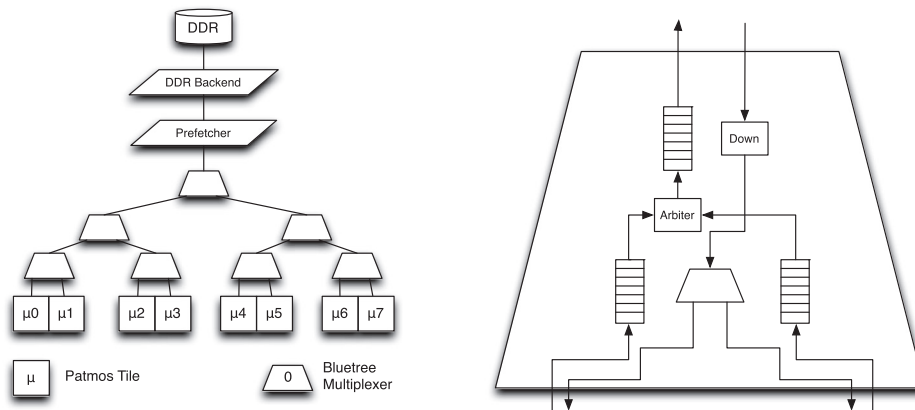 DDR
DDR Backend
Prefetcher
μ0 μ1 μ2 μ3 μ4 μ5 μ6 μ7
μ Patmos Tile
0 Bluetree
Multiplexer
Down
Arbiter